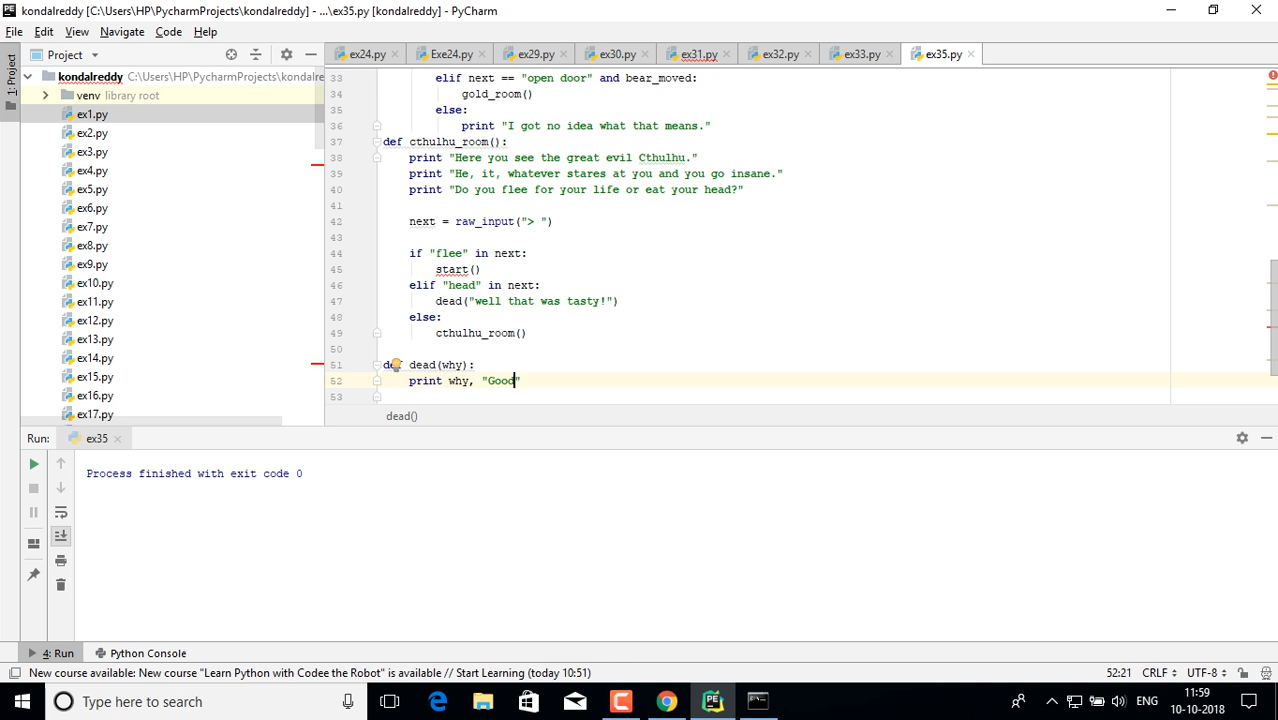 kondalreddy [C:\Users\HP\PycharmProjects\kondalreddy] - ...\ex35.py [kondalreddy] - PyCharm
File Edit View Navigate Code Help
Project
ex24.py Exe24.py ex29.py ex30.py ex31.py ex32.py ex33.py ex35.py
1: Project
kondalreddy C:\Users\HP\PycharmProjects\kondalre
venv library root
ex1.py
ex2.py
ex3.py
ex4.py
ex5.py
ex6.py
ex7.py
ex8.py
ex9.py
ex10.py
ex11.py
ex12.py
ex13.py
ex14.py
ex15.py
ex16.py
ex17.py
33 elif next == "open door" and bear_moved:
34 gold_room()
35 else:
36 print "I got no idea what that means."
37 def cthulhu_room():
38 print "Here you see the great evil Cthulhu."
39 print "He, it, whatever stares at you and you go insane."
40 print "Do you flee for your life or eat your head?"
41
42 next = raw_input("> ")
43
44 if "flee" in next:
45 start()
46 elif "head" in next:
47 dead("well that was tasty!")
48 else:
49 cthulhu_room()
50
51 def dead(why):
52 print why, "Good"
53
dead()
Run: ex35
Process finished with exit code 0
4: Run Python Console
New course available: New course "Learn Python with Codee the Robot" is available // Start Learning (today 10:51)
52:21 CRLF UTF-8
Type here to search
ENG
11:59
10-10-2018